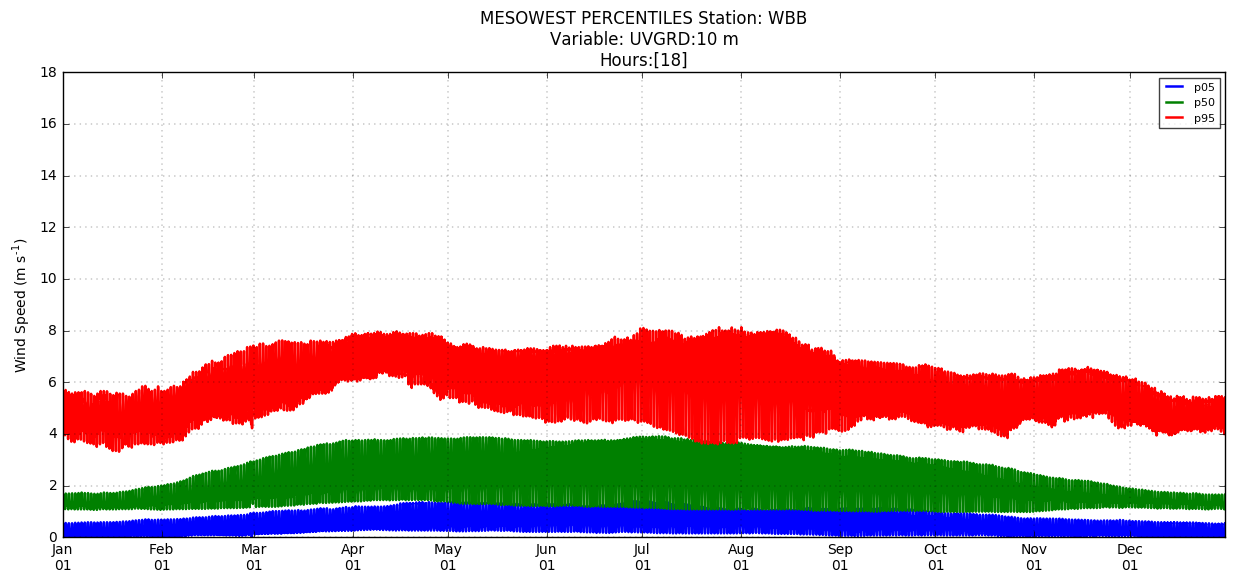 MESOWEST PERCENTILES Station: WBB
Variable: UVGRD:10 m
Hours:[18]
18
16
14
12
10
8
6
4
2
0
Wind Speed (m s-1)
p05
p50
p95
Jan Feb Mar Apr May Jun Jul Aug Sep Oct Nov Dec
01 01 01 01 01 01 01 01 01 01 01 01